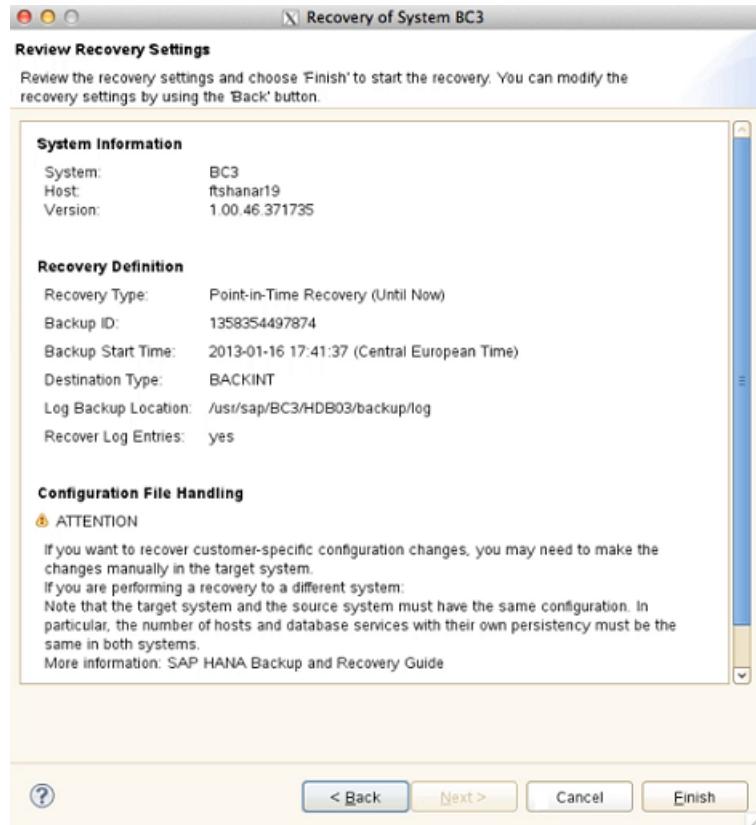 Recovery of System BC3
Review Recovery Settings
Review the recovery settings and choose 'Finish' to start the recovery. You can modify the
recovery settings by using the 'Back' button.
System Information
System: BC3
Host: ftshanar19
Version: 1.00.46.371735
Recovery Definition
Recovery Type: Point-in-Time Recovery (Until Now)
Backup ID: 1358354497874
Backup Start Time: 2013-01-16 17:41:37 (Central European Time)
Destination Type: BACKINT
Log Backup Location: /usr/sap/BC3/HDB03/backup/log
Recover Log Entries: yes
Configuration File Handling
ATTENTION
If you want to recover customer-specific configuration changes, you may need to make the
changes manually in the target system.
If you are performing a recovery to a different system:
Note that the target system and the source system must have the same configuration. In
particular, the number of hosts and database services with their own persistency must be the
same in both systems.
More information: SAP HANA Backup and Recovery Guide
< Back Next > Cancel Finish